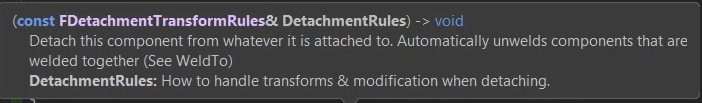 (const FDetachmentTransformRules& DetachmentRules) -> void
Detach this component from whatever it is attached to. Automatically unwelds components that are
welded together (See WeldTo)
DetachmentRules: How to handle transforms & modification when detaching.